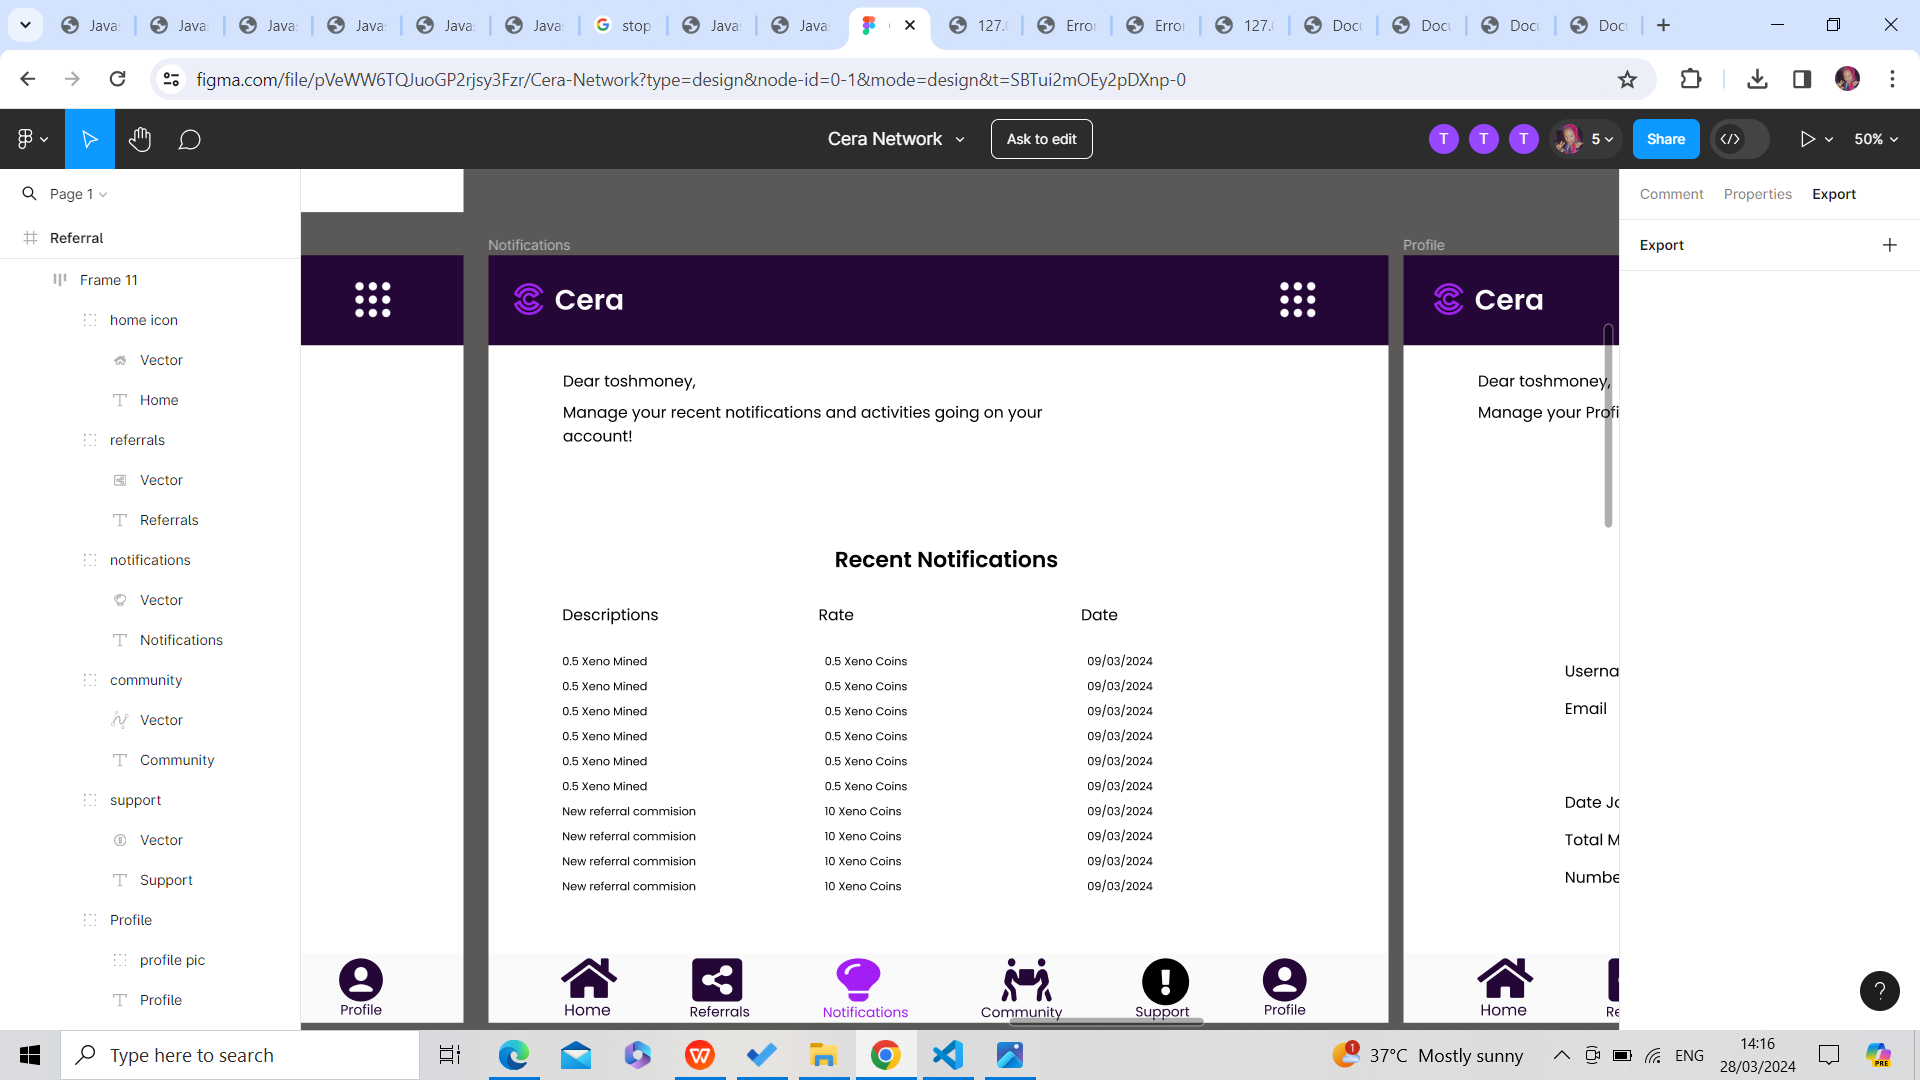 Java
Java
Java
Java
Java
Java
stop
Java
Java
127.
Erro
Erro
127.
Docu
Docu
Docu
Docu
figma.com/file/pVeWW6TQJuoGP2rjsy3Fzr/Cera-Network?type=design&node-id=0-1&mode=design&t=SBTui2mOEy2pDXnp-0
Cera Network
Ask to edit
T
T
T
5
Share
50%
Page 1
Referral
Frame 11
home icon
Vector
Home
referrals
Vector
Referrals
notifications
Vector
Notifications
community
Vector
Community
support
Vector
Support
Profile
profile pic
Profile
Profile
Notifications
Cera
Dear toshmoney,
Manage your recent notifications and activities going on your
account!
Recent Notifications
Descriptions Rate Date
0.5 Xeno Mined 0.5 Xeno Coins 09/03/2024
0.5 Xeno Mined 0.5 Xeno Coins 09/03/2024
0.5 Xeno Mined 0.5 Xeno Coins 09/03/2024
0.5 Xeno Mined 0.5 Xeno Coins 09/03/2024
0.5 Xeno Mined 0.5 Xeno Coins 09/03/2024
0.5 Xeno Mined 0.5 Xeno Coins 09/03/2024
New referral commision 10 Xeno Coins 09/03/2024
New referral commision 10 Xeno Coins 09/03/2024
New referral commision 10 Xeno Coins 09/03/2024
New referral commision 10 Xeno Coins 09/03/2024
Home Referrals Notifications Community Support Profile
Profile
Cera
Dear toshmoney,
Manage your Profi
Userna
Email
Date Jo
Total M
Numbe
Home Re
Comment Properties Export
Export
?
Type here to search
1
37°C Mostly sunny
ENG
14:16
28/03/2024
PRE